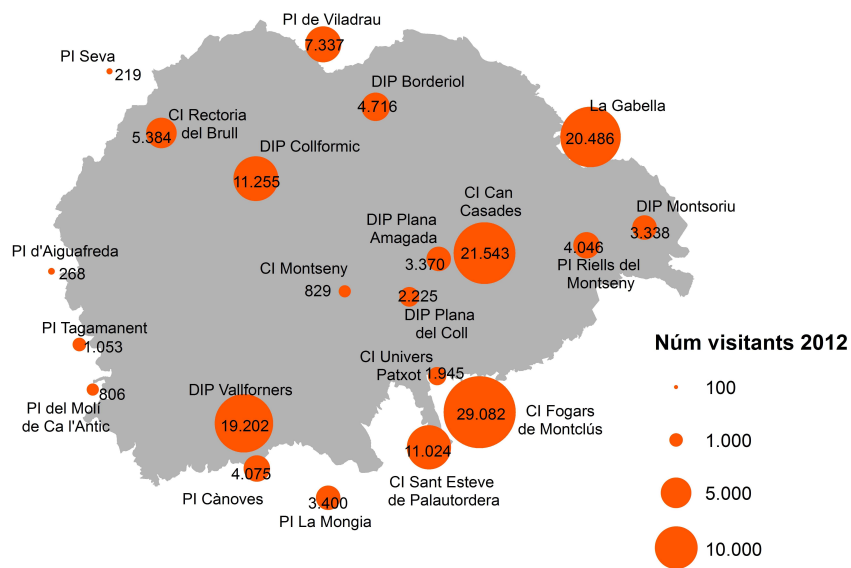 PI de Viladrau
7.337
PI Seva
219
DIP Borderiol
4.716
La Gabella
20.486
CI Rectoria
del Brull
5.384
DIP Collformic
11.255
CI Can
Casades
21.543
DIP Plana
Amagada
3.370
DIP Montsoriu
3.338
4.046
PI Riells del
Montseny
PI d'Aiguafreda
268
CI Montseny
829
2.225
DIP Plana
del Coll
PI Tagamanent
1.053
CI Univers
Patxot
1.945
806
PI del Molí
de Ca l'Antic
DIP Vallforners
19.202
29.082
CI Fogars
de Montclús
11.024
CI Sant Esteve
de Palautordera
4.075
PI Cànoves
3.400
PI La Mongia
Núm visitants 2012
100
1.000
5.000
10.000